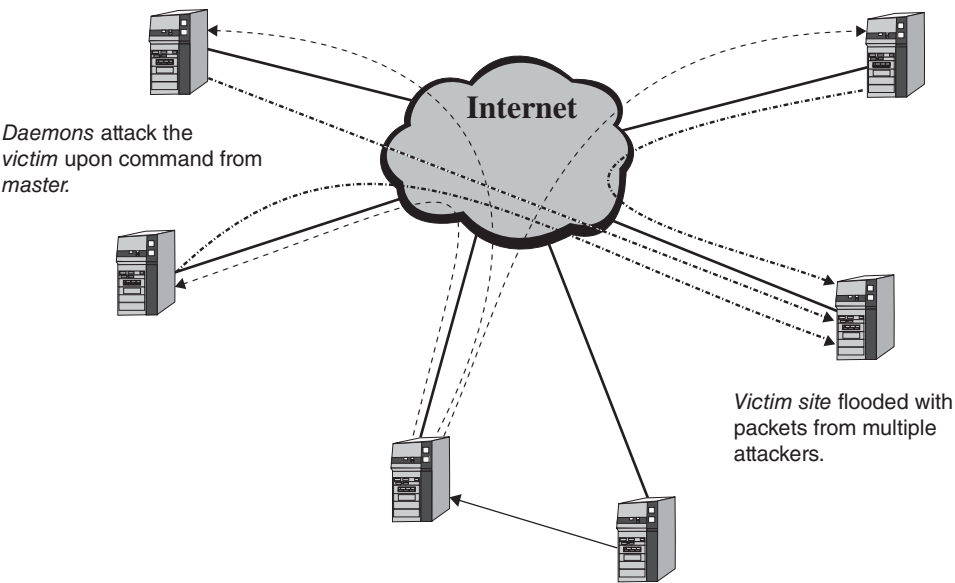 Internet
Daemons attack the
victim upon command from
master.
Victim site flooded with
packets from multiple
attackers.